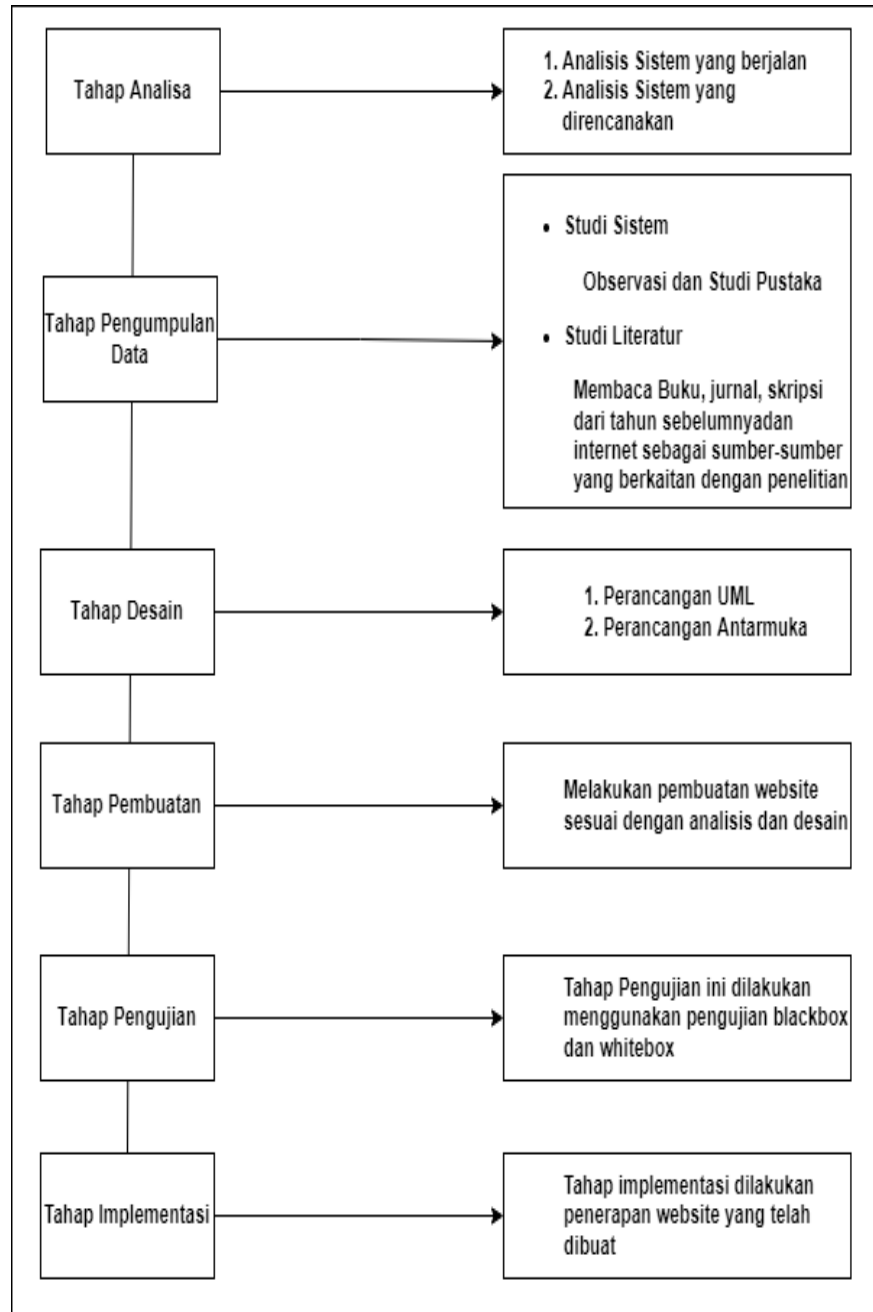 Tahap Analisa
1. Analisis Sistem yang berjalan
2. Analisis Sistem yang
direncanakan
Tahap Pengumpulan
Data
• Studi Sistem
Observasi dan Studi Pustaka
• Studi Literatur
Membaca Buku, jurnal, skripsi
dari tahun sebelumnyadan
internet sebagai sumber-sumber
yang berkaitan dengan penelitian
Tahap Desain
1. Perancangan UML
2. Perancangan Antarmuka
Tahap Pembuatan
Melakukan pembuatan website
sesuai dengan analisis dan desain
Tahap Pengujian
Tahap Pengujian ini dilakukan
menggunakan pengujian blackbox
dan whitebox
Tahap Implementasi
Tahap implementasi dilakukan
penerapan website yang telah
dibuat